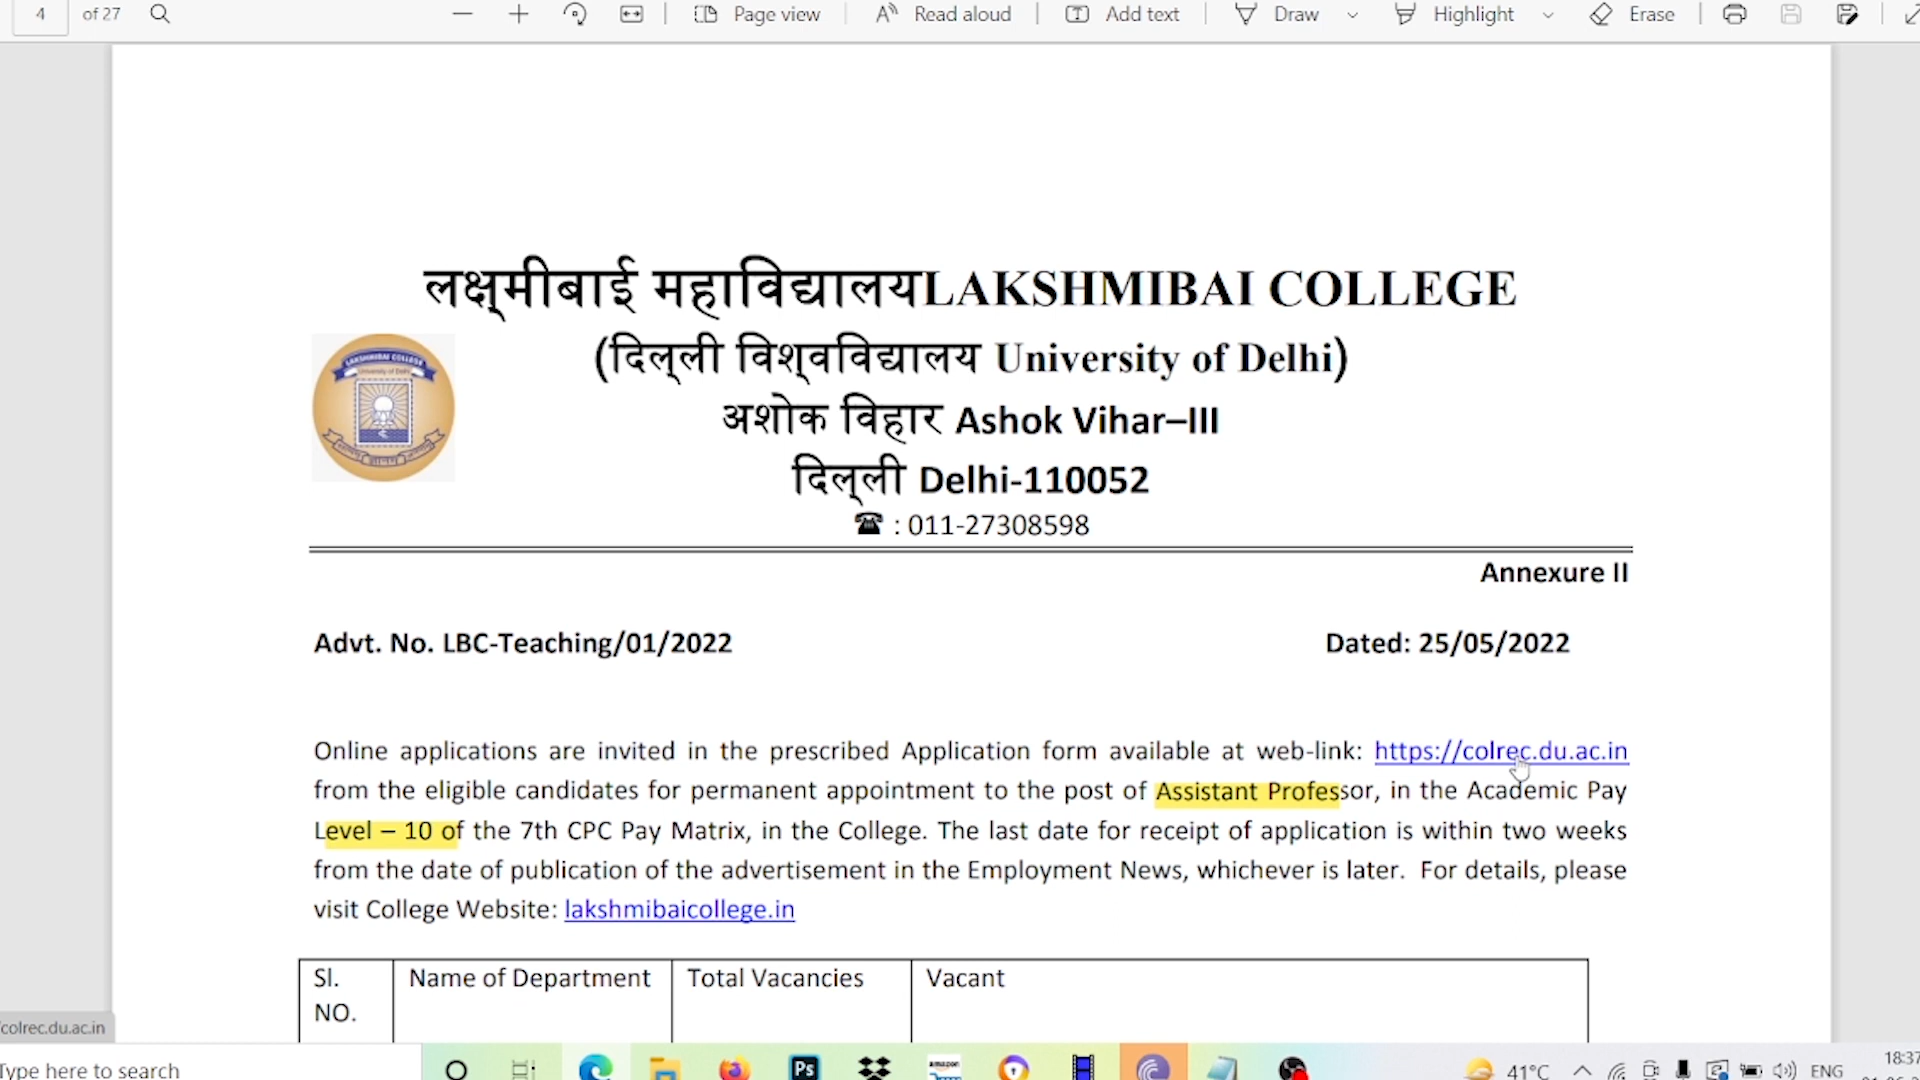 4 of 27 Page view Read aloud Add text Draw Highlight Erase
लक्ष्मीबाई महाविद्यालयLAKSHMIBAI COLLEGE
(दिल्ली विश्वविद्यालय University of Delhi)
अशोक विहार Ashok Vihar–III
दिल्ली Delhi-110052
☎ : 011-27308598
LAKSHMIBAI COLLEGE
University of Delhi
Annexure II
Advt. No. LBC-Teaching/01/2022 Dated: 25/05/2022
Online applications are invited in the prescribed Application form available at web-link: https://colrec.du.ac.in
from the eligible candidates for permanent appointment to the post of Assistant Professor, in the Academic Pay
Level – 10 of the 7th CPC Pay Matrix, in the College. The last date for receipt of application is within two weeks
from the date of publication of the advertisement in the Employment News, whichever is later. For details, please
visit College Website: lakshmibaicollege.in
Sl. Name of Department Total Vacancies Vacant
NO.
/colrec.du.ac.in
Type here to search Ps amazon 41°C ENG 18:37